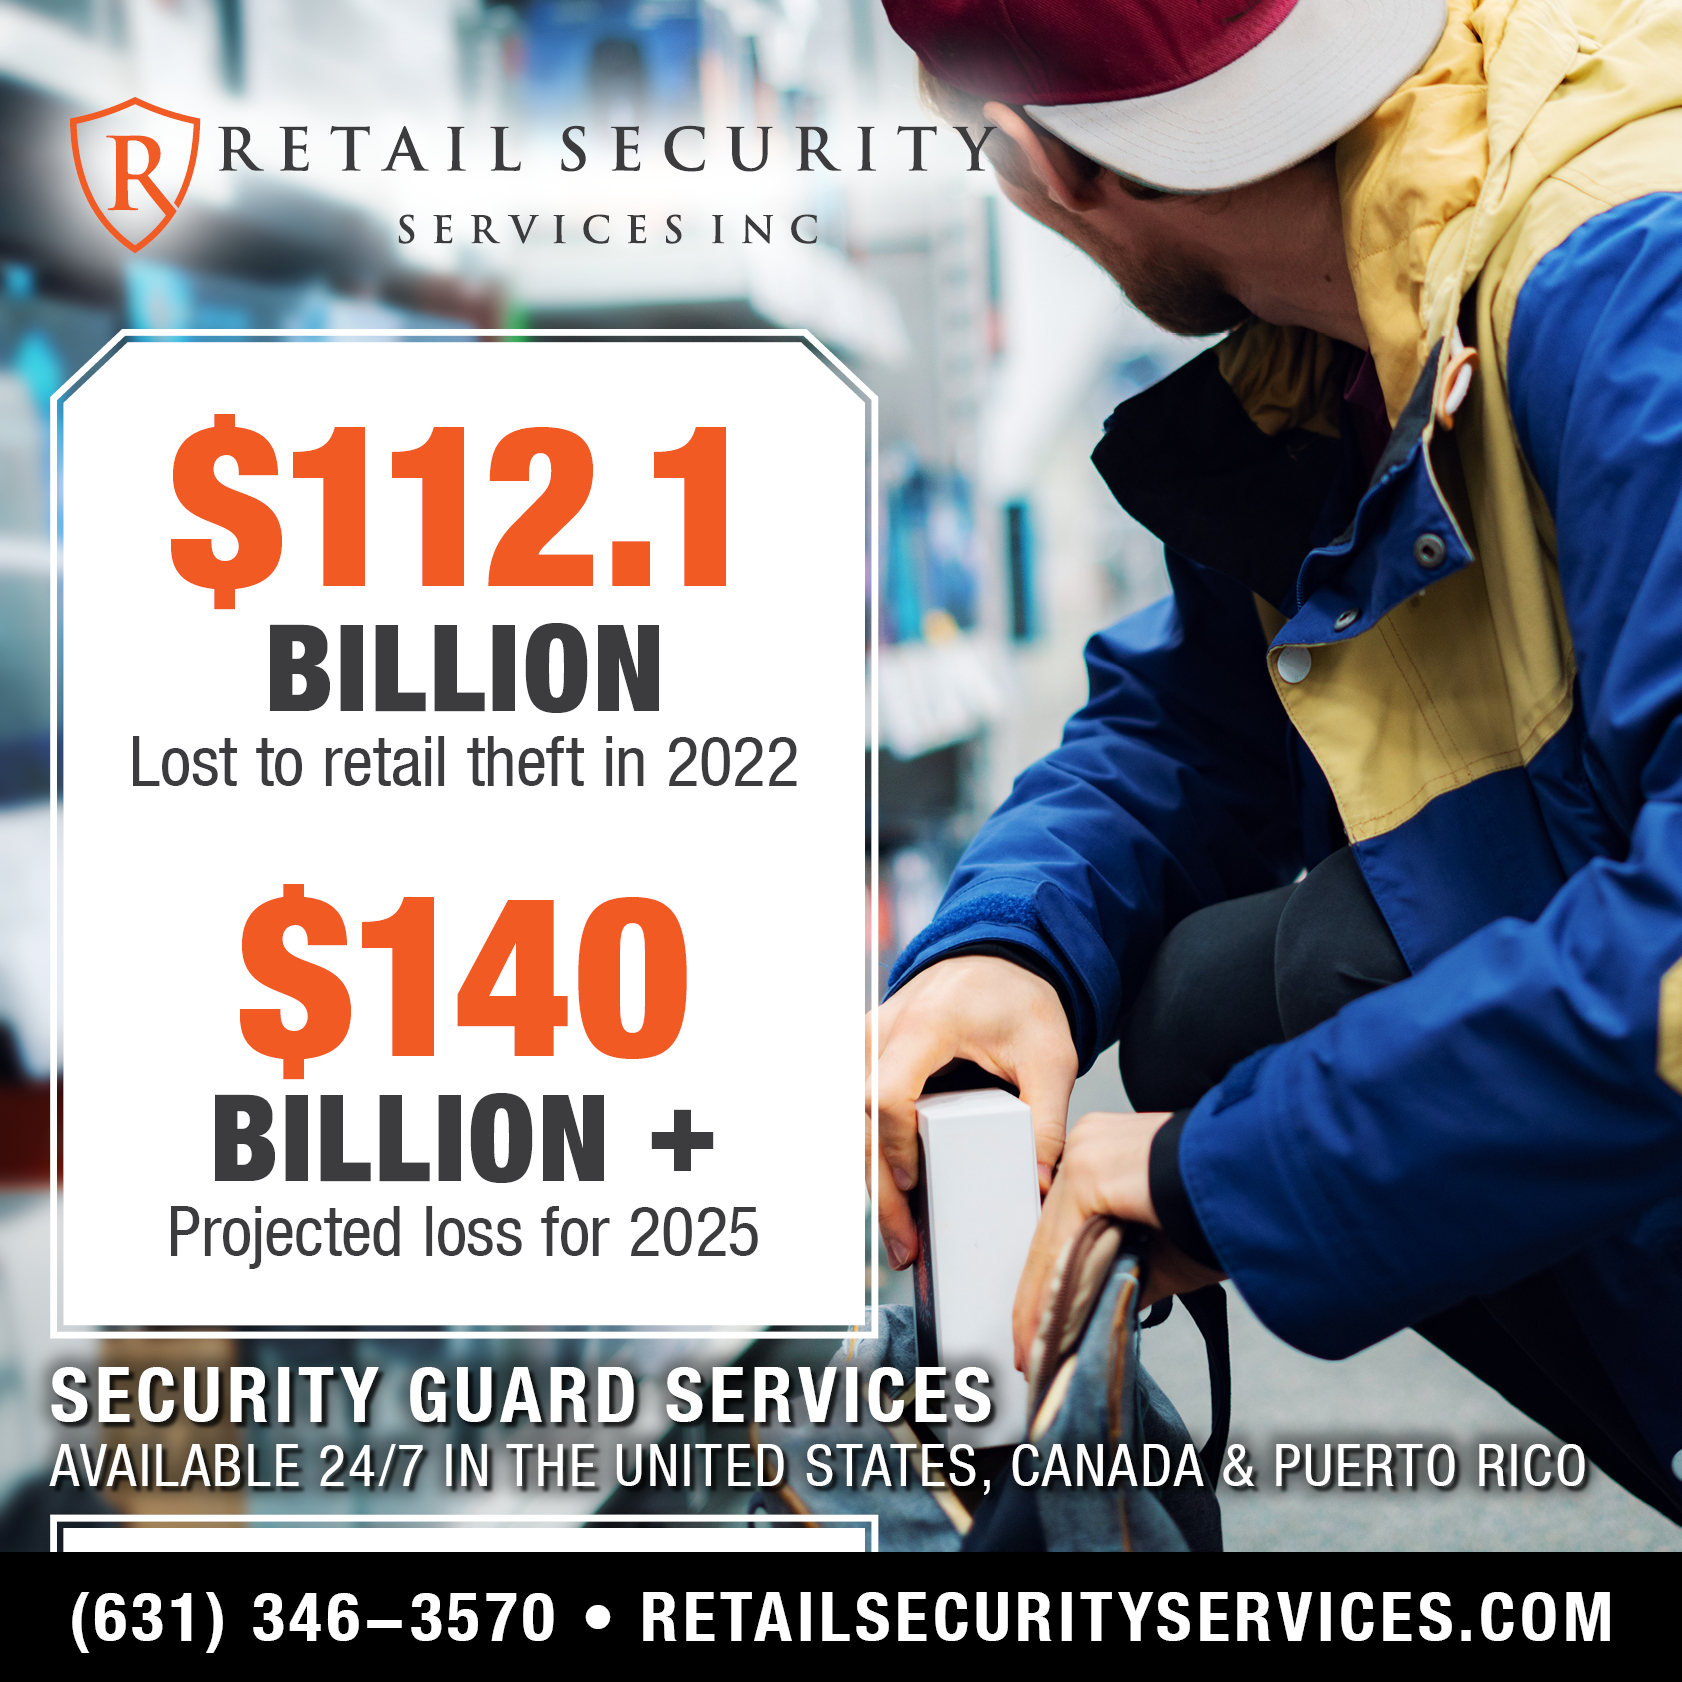 R
RETAIL SECURITY
SERVICES INC
$112.1
BILLION
Lost to retail theft in 2022
$140
BILLION +
Projected loss for 2025
SECURITY GUARD SERVICES
AVAILABLE 24/7 IN THE UNITED STATES, CANADA & PUERTO RICO
(631) 346–3570 • RETAILSECURITYSERVICES.COM